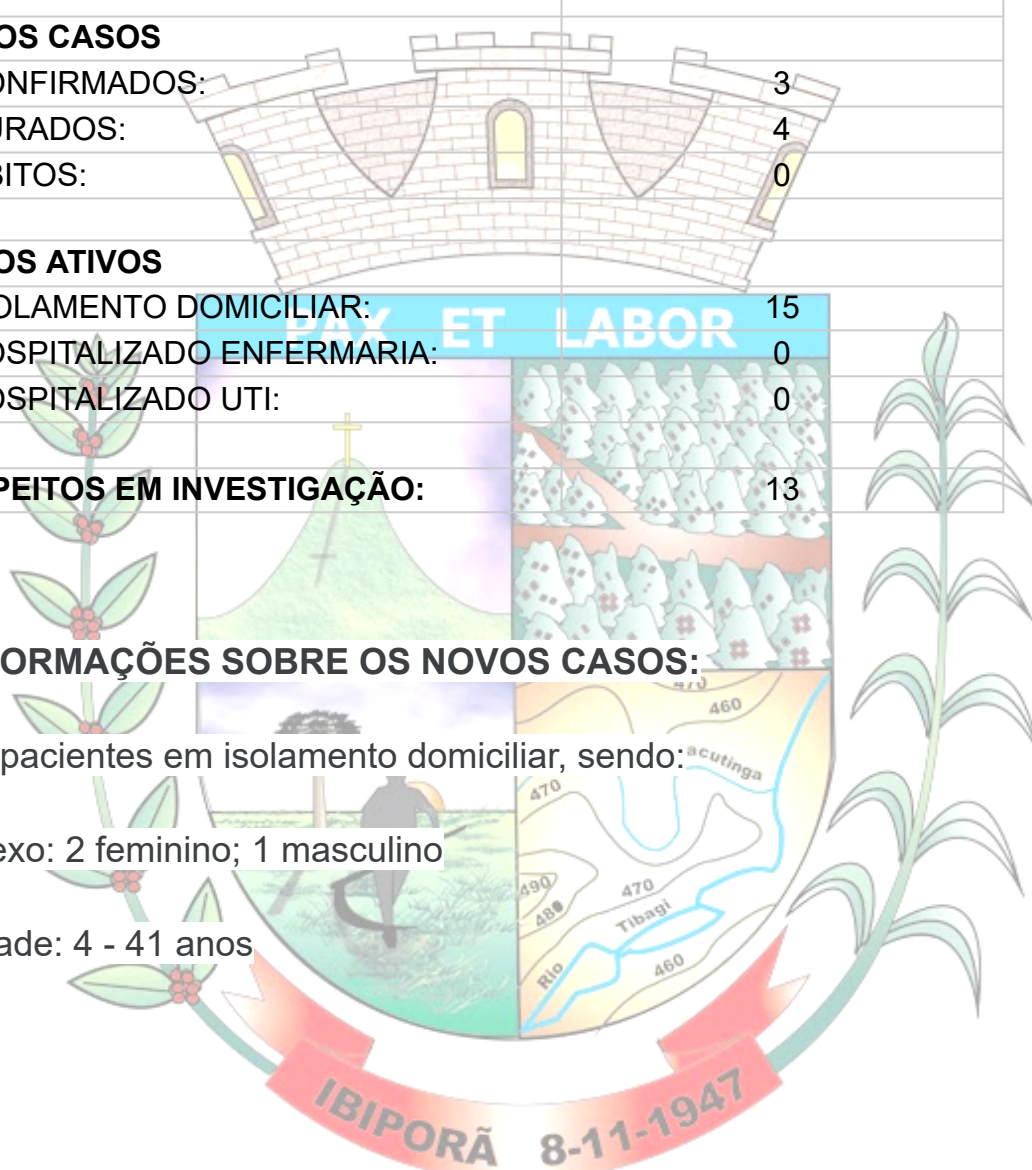 OS CASOS
ONFIRMADOS: 3
URADOS: 4
BITOS: 0
OS ATIVOS
OLAMENTO DOMICILIAR: 15
OSPITALIZADO ENFERMARIA: 0
OSPITALIZADO UTI: 0
PEITOS EM INVESTIGAÇÃO: 13
PAX ET LABOR
ORMAÇÕES SOBRE OS NOVOS CASOS:
pacientes em isolamento domiciliar, sendo:
exo: 2 feminino; 1 masculino
ade: 4 - 41 anos
470
460
acutinga
470
490
480
470
Rio Tibagi
460
IBIPORÃ 8-11-1947